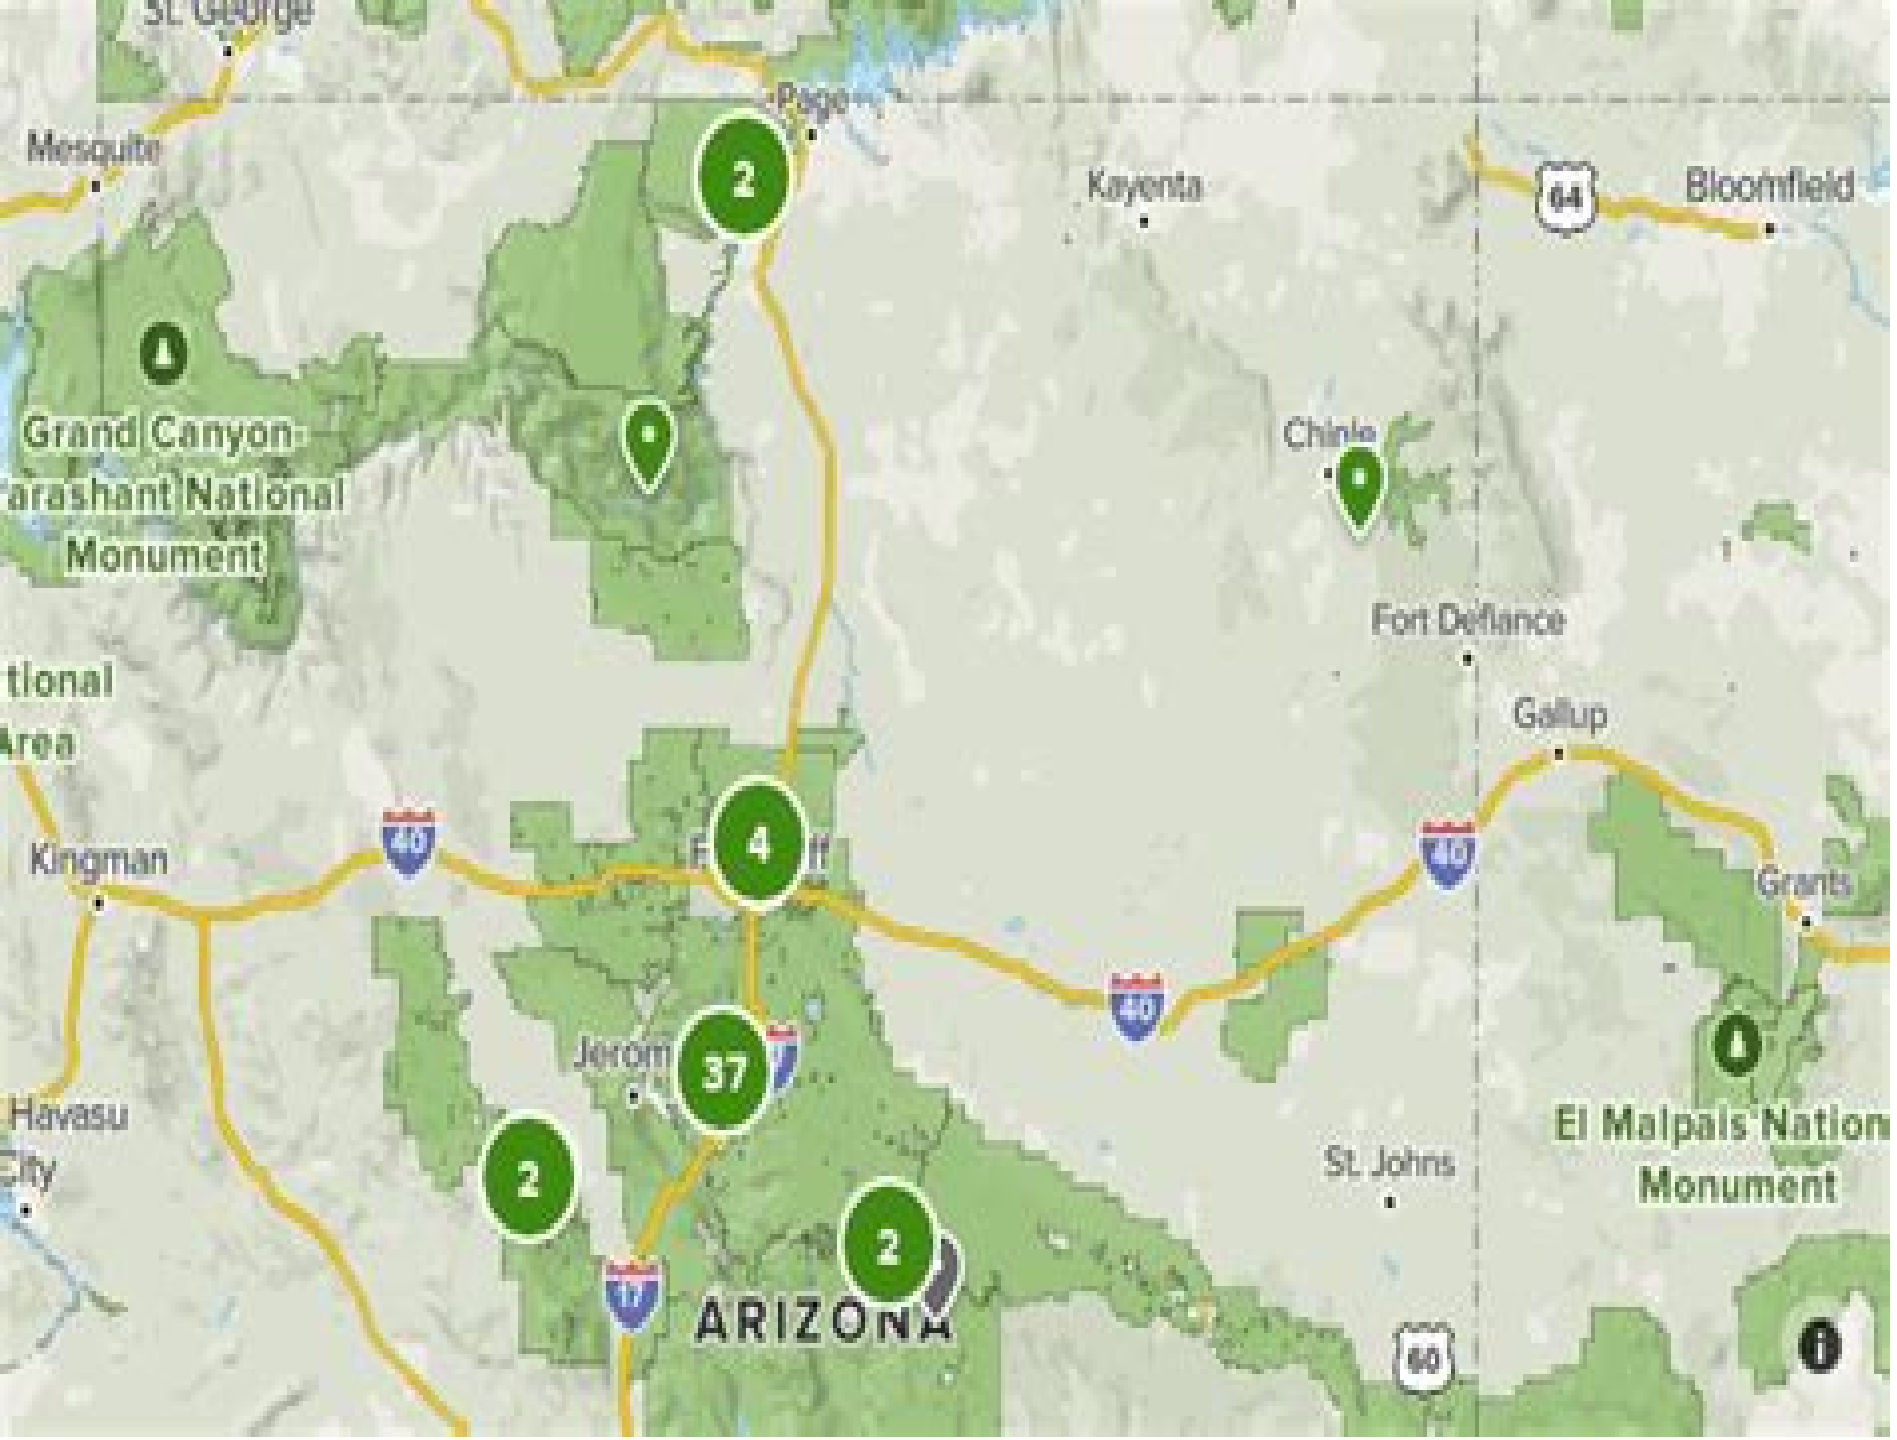 St. George
Page
Mesquite
2
Kayenta
64
Bloomfield
Grand Canyon-
arashant National
Monument
Chinle
Fort Defiance
tional
Area
Gallup
4
40
40
Kingman
Grants
40
Jerom
37
Havasu
City
2
El Malpais Nation
Monument
St. Johns
2
17
ARIZONA
60